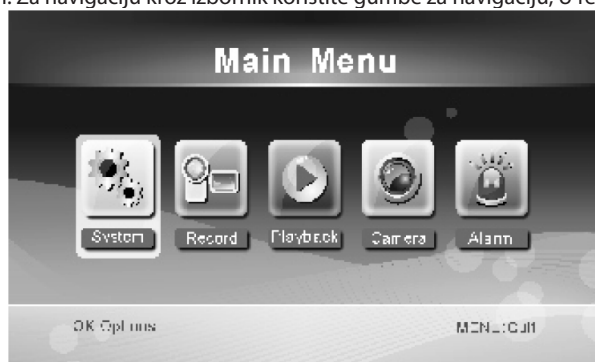 Za navigaciju kroz izbornik koristite gumbe za navigaciju, u
Main Menu
System Record Playback Camera Alarm
OK Options
MENU:Quit